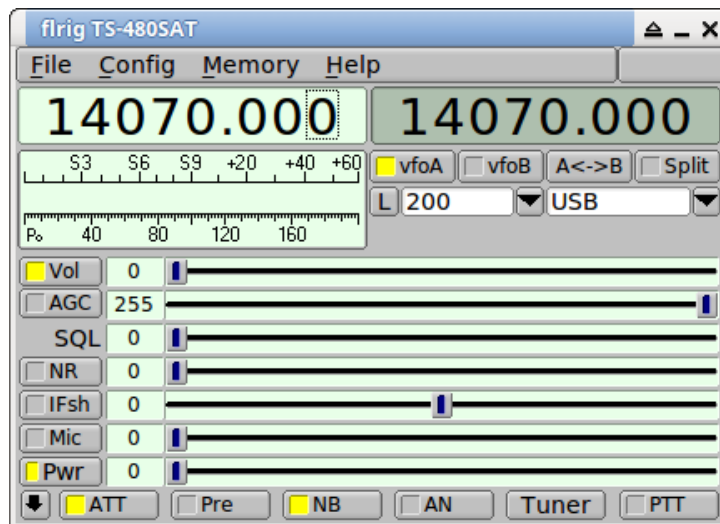 flrig TS-480SAT
File Config Memory Help
14070.000 14070.000
S3 S6 S9 +20 +40 +60
vfoA vfoB A<->B Split
L 200 USB
Po 40 80 120 160
Vol 0
AGC 255
SQL 0
NR 0
IFsh 0
Mic 0
Pwr 0
ATT Pre NB AN Tuner PTT